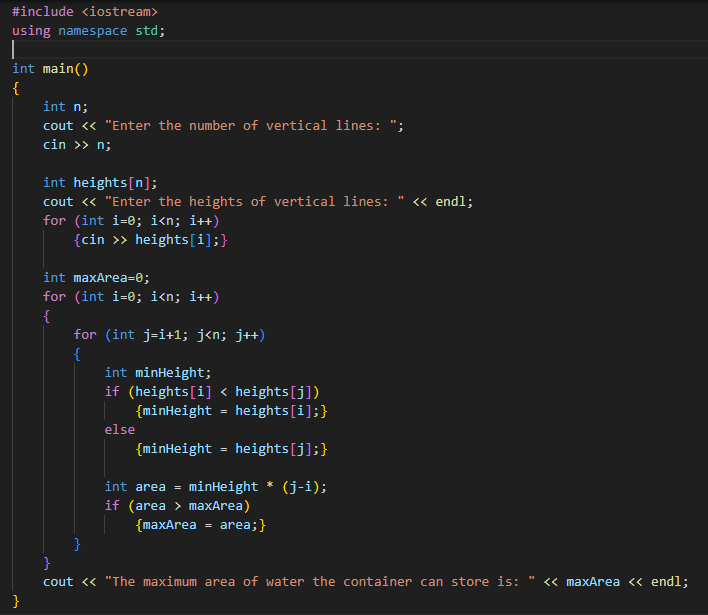 #include <iostream>
using namespace std;
int main()
{
int n;
cout << "Enter the number of vertical lines: ";
cin >> n;
int heights[n];
cout << "Enter the heights of vertical lines: " << endl;
for (int i=0; i<n; i++)
{cin >> heights[i];}
int maxArea=0;
for (int i=0; i<n; i++)
{
for (int j=i+1; j<n; j++)
{
int minHeight;
if (heights[i] < heights[j])
{minHeight = heights[i];}
else
{minHeight = heights[j];}
int area = minHeight * (j-i);
if (area > maxArea)
{maxArea = area;}
}
}
cout << "The maximum area of water the container can store is: " << maxArea << endl;
}